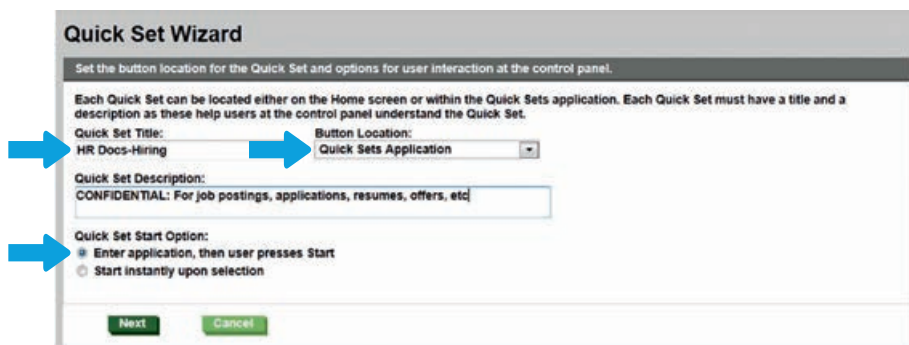 Quick Set Wizard
Set the button location for the Quick Set and options for user interaction at the control panel.
Each Quick Set can be located either on the Home screen or within the Quick Sets application. Each Quick Set must have a title and a
description as these help users at the control panel understand the Quick Set.
Quick Set Title: Button Location:
HR Docs-Hiring Quick Sets Application
Quick Set Description:
CONFIDENTIAL: For job postings, applications, resumes, offers, etc
Quick Set Start Option:
Enter application, then user presses Start
Start instantly upon selection
Next Cancel